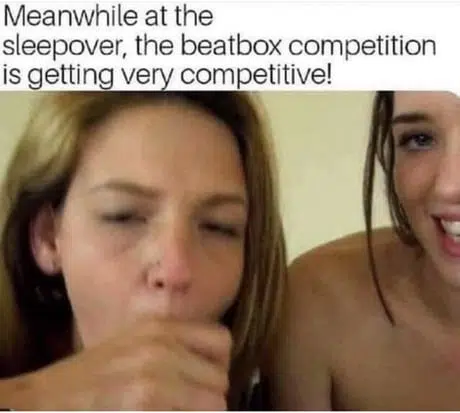 Meanwhile at the
sleepover, the beatbox competition
is getting very competitive!